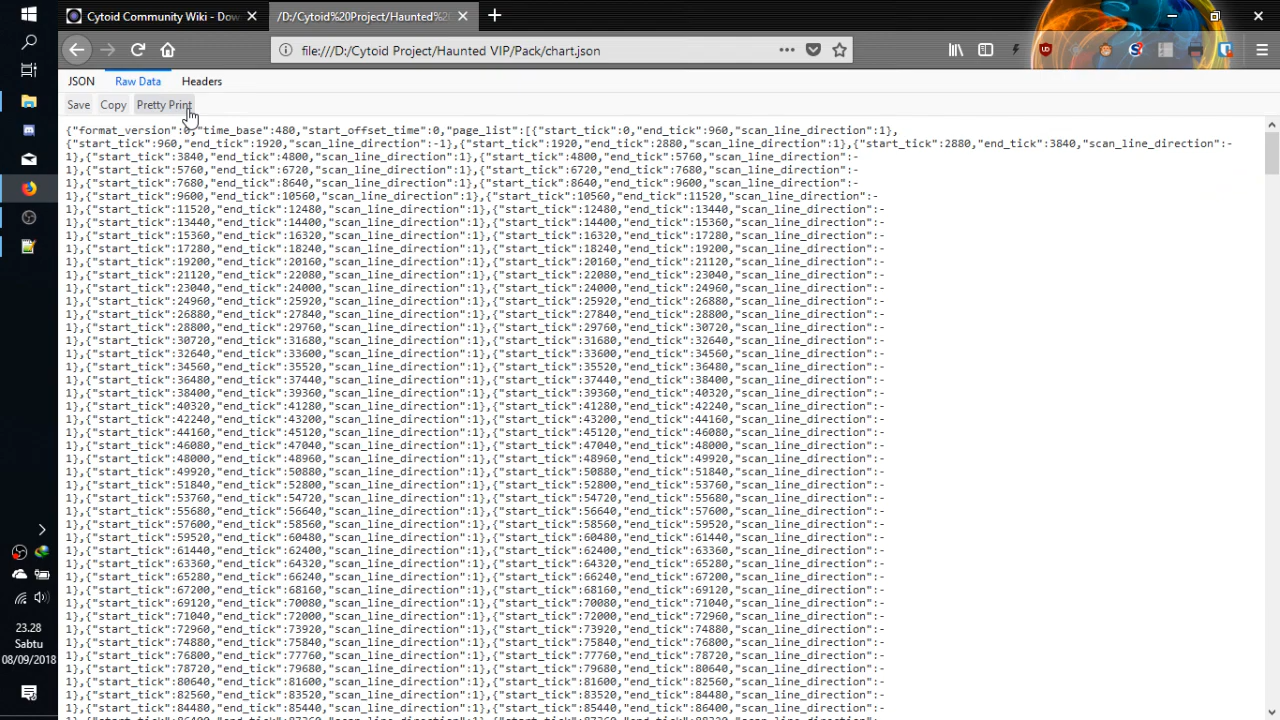 Cytoid Community Wiki - Dow
/D:/Cytoid%20Project/Haunted%
file:///D:/Cytoid Project/Haunted VIP/Pack/chart.json
JSON Raw Data Headers
Save Copy Pretty Print
{"format_version":0,"time_base":480,"start_offset_time":0,"page_list":[{"start_tick":0,"end_tick":960,"scan_line_direction":1},
{"start_tick":960,"end_tick":1920,"scan_line_direction":-1},{"start_tick":1920,"end_tick":2880,"scan_line_direction":1},{"start_tick":2880,"end_tick":3840,"scan_line_direction":-
1},{"start_tick":3840,"end_tick":4800,"scan_line_direction":1},{"start_tick":4800,"end_tick":5760,"scan_line_direction":-
1},{"start_tick":5760,"end_tick":6720,"scan_line_direction":1},{"start_tick":6720,"end_tick":7680,"scan_line_direction":-
1},{"start_tick":7680,"end_tick":8640,"scan_line_direction":1},{"start_tick":8640,"end_tick":9600,"scan_line_direction":-
1},{"start_tick":9600,"end_tick":10560,"scan_line_direction":1},{"start_tick":10560,"end_tick":11520,"scan_line_direction":-
1},{"start_tick":11520,"end_tick":12480,"scan_line_direction":1},{"start_tick":12480,"end_tick":13440,"scan_line_direction":-
1},{"start_tick":13440,"end_tick":14400,"scan_line_direction":1},{"start_tick":14400,"end_tick":15360,"scan_line_direction":-
1},{"start_tick":15360,"end_tick":16320,"scan_line_direction":1},{"start_tick":16320,"end_tick":17280,"scan_line_direction":-
1},{"start_tick":17280,"end_tick":18240,"scan_line_direction":1},{"start_tick":18240,"end_tick":19200,"scan_line_direction":-
1},{"start_tick":19200,"end_tick":20160,"scan_line_direction":1},{"start_tick":20160,"end_tick":21120,"scan_line_direction":-
1},{"start_tick":21120,"end_tick":22080,"scan_line_direction":1},{"start_tick":22080,"end_tick":23040,"scan_line_direction":-
1},{"start_tick":23040,"end_tick":24000,"scan_line_direction":1},{"start_tick":24000,"end_tick":24960,"scan_line_direction":-
1},{"start_tick":24960,"end_tick":25920,"scan_line_direction":1},{"start_tick":25920,"end_tick":26880,"scan_line_direction":-
1},{"start_tick":26880,"end_tick":27840,"scan_line_direction":1},{"start_tick":27840,"end_tick":28800,"scan_line_direction":-
1},{"start_tick":28800,"end_tick":29760,"scan_line_direction":1},{"start_tick":29760,"end_tick":30720,"scan_line_direction":-
1},{"start_tick":30720,"end_tick":31680,"scan_line_direction":1},{"start_tick":31680,"end_tick":32640,"scan_line_direction":-
1},{"start_tick":32640,"end_tick":33600,"scan_line_direction":1},{"start_tick":33600,"end_tick":34560,"scan_line_direction":-
1},{"start_tick":34560,"end_tick":35520,"scan_line_direction":1},{"start_tick":35520,"end_tick":36480,"scan_line_direction":-
1},{"start_tick":36480,"end_tick":37440,"scan_line_direction":1},{"start_tick":37440,"end_tick":38400,"scan_line_direction":-
1},{"start_tick":38400,"end_tick":39360,"scan_line_direction":1},{"start_tick":39360,"end_tick":40320,"scan_line_direction":-
1},{"start_tick":40320,"end_tick":41280,"scan_line_direction":1},{"start_tick":41280,"end_tick":42240,"scan_line_direction":-
1},{"start_tick":42240,"end_tick":43200,"scan_line_direction":1},{"start_tick":43200,"end_tick":44160,"scan_line_direction":-
1},{"start_tick":44160,"end_tick":45120,"scan_line_direction":1},{"start_tick":45120,"end_tick":46080,"scan_line_direction":-
1},{"start_tick":46080,"end_tick":47040,"scan_line_direction":1},{"start_tick":47040,"end_tick":48000,"scan_line_direction":-
1},{"start_tick":48000,"end_tick":48960,"scan_line_direction":1},{"start_tick":48960,"end_tick":49920,"scan_line_direction":-
1},{"start_tick":49920,"end_tick":50880,"scan_line_direction":1},{"start_tick":50880,"end_tick":51840,"scan_line_direction":-
1},{"start_tick":51840,"end_tick":52800,"scan_line_direction":1},{"start_tick":52800,"end_tick":53760,"scan_line_direction":-
1},{"start_tick":53760,"end_tick":54720,"scan_line_direction":1},{"start_tick":54720,"end_tick":55680,"scan_line_direction":-
1},{"start_tick":55680,"end_tick":56640,"scan_line_direction":1},{"start_tick":56640,"end_tick":57600,"scan_line_direction":-
1},{"start_tick":57600,"end_tick":58560,"scan_line_direction":1},{"start_tick":58560,"end_tick":59520,"scan_line_direction":-
1},{"start_tick":59520,"end_tick":60480,"scan_line_direction":1},{"start_tick":60480,"end_tick":61440,"scan_line_direction":-
1},{"start_tick":61440,"end_tick":62400,"scan_line_direction":1},{"start_tick":62400,"end_tick":63360,"scan_line_direction":-
1},{"start_tick":63360,"end_tick":64320,"scan_line_direction":1},{"start_tick":64320,"end_tick":65280,"scan_line_direction":-
1},{"start_tick":65280,"end_tick":66240,"scan_line_direction":1},{"start_tick":66240,"end_tick":67200,"scan_line_direction":-
1},{"start_tick":67200,"end_tick":68160,"scan_line_direction":1},{"start_tick":68160,"end_tick":69120,"scan_line_direction":-
1},{"start_tick":69120,"end_tick":70080,"scan_line_direction":1},{"start_tick":70080,"end_tick":71040,"scan_line_direction":-
1},{"start_tick":71040,"end_tick":72000,"scan_line_direction":1},{"start_tick":72000,"end_tick":72960,"scan_line_direction":-
1},{"start_tick":72960,"end_tick":73920,"scan_line_direction":1},{"start_tick":73920,"end_tick":74880,"scan_line_direction":-
1},{"start_tick":74880,"end_tick":75840,"scan_line_direction":1},{"start_tick":75840,"end_tick":76800,"scan_line_direction":-
1},{"start_tick":76800,"end_tick":77760,"scan_line_direction":1},{"start_tick":77760,"end_tick":78720,"scan_line_direction":-
1},{"start_tick":78720,"end_tick":79680,"scan_line_direction":1},{"start_tick":79680,"end_tick":80640,"scan_line_direction":-
1},{"start_tick":80640,"end_tick":81600,"scan_line_direction":1},{"start_tick":81600,"end_tick":82560,"scan_line_direction":-
1},{"start_tick":82560,"end_tick":83520,"scan_line_direction":1},{"start_tick":83520,"end_tick":84480,"scan_line_direction":-
1},{"start_tick":84480,"end_tick":85440,"scan_line_direction":1},{"start_tick":85440,"end_tick":86400,"scan_line_direction":-
23.28
Sabtu
08/09/2018